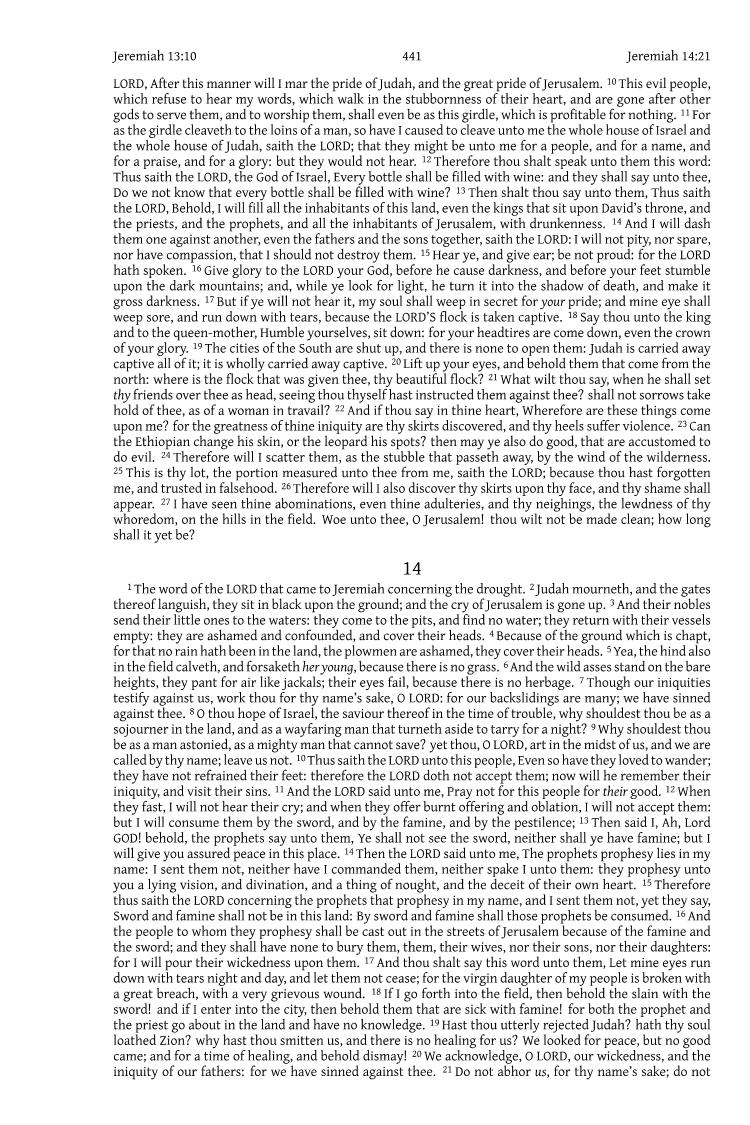 Jeremiah 13:10 441 Jeremiah 14:21
LORD, After this manner will I mar the pride of Judah, and the great pride of Jerusalem. 10 This evil people,
which refuse to hear my words, which walk in the stubbornness of their heart, and are gone after other
gods to serve them, and to worship them, shall even be as this girdle, which is profitable for nothing. 11 For
as the girdle cleaveth to the loins of a man, so have I caused to cleave unto me the whole house of Israel and
the whole house of Judah, saith the LORD; that they might be unto me for a people, and for a name, and
for a praise, and for a glory: but they would not hear. 12 Therefore thou shalt speak unto them this word:
Thus saith the LORD, the God of Israel, Every bottle shall be filled with wine: and they shall say unto thee,
Do we not know that every bottle shall be filled with wine? 13 Then shalt thou say unto them, Thus saith
the LORD, Behold, I will fill all the inhabitants of this land, even the kings that sit upon David's throne, and
the priests, and the prophets, and all the inhabitants of Jerusalem, with drunkenness. 14 And I will dash
them one against another, even the fathers and the sons together, saith the LORD: I will not pity, nor spare,
nor have compassion, that I should not destroy them. 15 Hear ye, and give ear; be not proud: for the LORD
hath spoken. 16 Give glory to the LORD your God, before he cause darkness, and before your feet stumble
upon the dark mountains; and, while ye look for light, he turn it into the shadow of death, and make it
gross darkness. 17 But if ye will not hear it, my soul shall weep in secret for your pride; and mine eye shall
weep sore, and run down with tears, because the LORD'S flock is taken captive. 18 Say thou unto the king
and to the queen-mother, Humble yourselves, sit down: for your headtires are come down, even the crown
of your glory. 19 The cities of the South are shut up, and there is none to open them: Judah is carried away
captive all of it; it is wholly carried away captive. 20 Lift up your eyes, and behold them that come from the
north: where is the flock that was given thee, thy beautiful flock? 21 What wilt thou say, when he shall set
thy friends over thee as head, seeing thou thyself hast instructed them against thee? shall not sorrows take
hold of thee, as of a woman in travail? 22 And if thou say in thine heart, Wherefore are these things come
upon me? for the greatness of thine iniquity are thy skirts discovered, and thy heels suffer violence. 23 Can
the Ethiopian change his skin, or the leopard his spots? then may ye also do good, that are accustomed to
do evil. 24 Therefore will I scatter them, as the stubble that passeth away, by the wind of the wilderness.
25 This is thy lot, the portion measured unto thee from me, saith the LORD; because thou hast forgotten
me, and trusted in falsehood. 26 Therefore will I also discover thy skirts upon thy face, and thy shame shall
appear. 27 I have seen thine abominations, even thine adulteries, and thy neighings, the lewdness of thy
whoredom, on the hills in the field. Woe unto thee, O Jerusalem! thou wilt not be made clean; how long
shall it yet be?
14
1 The word of the LORD that came to Jeremiah concerning the drought. 2 Judah mourneth, and the gates
thereof languish, they sit in black upon the ground; and the cry of Jerusalem is gone up. 3 And their nobles
send their little ones to the waters: they come to the pits, and find no water; they return with their vessels
empty: they are ashamed and confounded, and cover their heads. 4 Because of the ground which is chapt,
for that no rain hath been in the land, the plowmen are ashamed, they cover their heads. 5 Yea, the hind also
in the field calveth, and forsaketh her young, because there is no grass. 6 And the wild asses stand on the bare
heights, they pant for air like jackals; their eyes fail, because there is no herbage. 7 Though our iniquities
testify against us, work thou for thy name's sake, O LORD: for our backslidings are many; we have sinned
against thee. 8 O thou hope of Israel, the saviour thereof in the time of trouble, why shouldest thou be as a
sojourner in the land, and as a wayfaring man that turneth aside to tarry for a night? 9 Why shouldest thou
be as a man astonied, as a mighty man that cannot save? yet thou, O LORD, art in the midst of us, and we are
called by thy name; leave us not. 10 Thus saith the LORD unto this people, Even so have they loved to wander;
they have not refrained their feet: therefore the LORD doth not accept them; now will he remember their
iniquity, and visit their sins. 11 And the LORD said unto me, Pray not for this people for their good. 12 When
they fast, I will not hear their cry; and when they offer burnt offering and oblation, I will not accept them:
but I will consume them by the sword, and by the famine, and by the pestilence; 13 Then said I, Ah, Lord
GOD! behold, the prophets say unto them, Ye shall not see the sword, neither shall ye have famine; but I
will give you assured peace in this place. 14 Then the LORD said unto me, The prophets prophesy lies in my
name: I sent them not, neither have I commanded them, neither spake I unto them: they prophesy unto
you a lying vision, and divination, and a thing of nought, and the deceit of their own heart. 15 Therefore
thus saith the LORD concerning the prophets that prophesy in my name, and I sent them not, yet they say,
Sword and famine shall not be in this land: By sword and famine shall those prophets be consumed. 16 And
the people to whom they prophesy shall be cast out in the streets of Jerusalem because of the famine and
the sword; and they shall have none to bury them, them, their wives, nor their sons, nor their daughters:
for I will pour their wickedness upon them. 17 And thou shalt say this word unto them, Let mine eyes run
down with tears night and day, and let them not cease; for the virgin daughter of my people is broken with
a great breach, with a very grievous wound. 18 If I go forth into the field, then behold the slain with the
sword! and if I enter into the city, then behold them that are sick with famine! for both the prophet and
the priest go about in the land and have no knowledge. 19 Hast thou utterly rejected Judah? hath thy soul
loathed Zion? why hast thou smitten us, and there is no healing for us? We looked for peace, but no good
came; and for a time of healing, and behold dismay! 20 We acknowledge, O LORD, our wickedness, and the
iniquity of our fathers: for we have sinned against thee. 21 Do not abhor us, for thy name's sake; do not